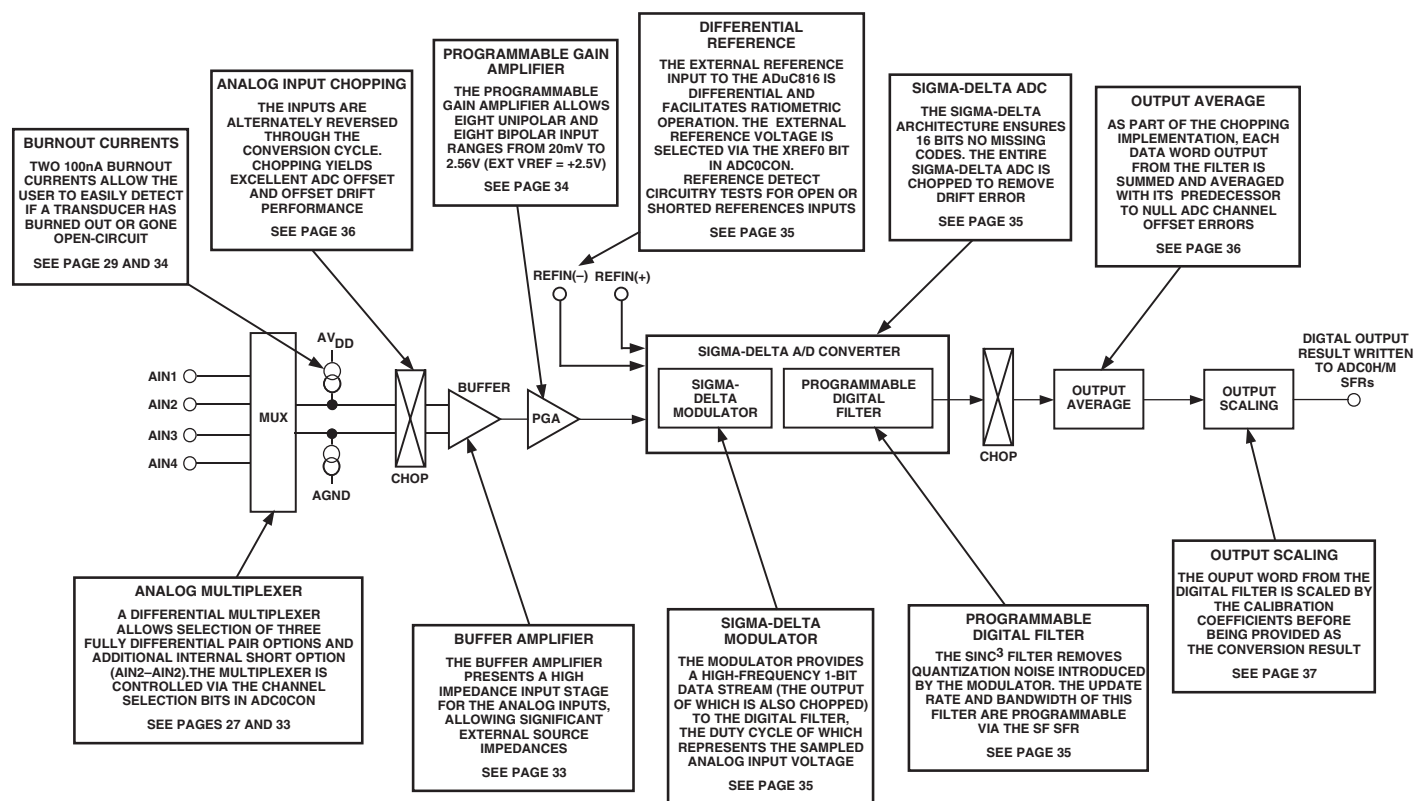 BURNOUT CURRENTS
TWO 100nA BURNOUT
CURRENTS ALLOW THE
USER TO EASILY DETECT
IF A TRANSDUCER HAS
BURNED OUT OR GONE
OPEN-CIRCUIT
SEE PAGE 29 AND 34
ANALOG INPUT CHOPPING
THE INPUTS ARE
ALTERNATELY REVERSED
THROUGH THE
CONVERSION CYCLE.
CHOPPING YIELDS
EXCELLENT ADC OFFSET
AND OFFSET DRIFT
PERFORMANCE
SEE PAGE 36
PROGRAMMABLE GAIN
AMPLIFIER
THE PROGRAMMABLE
GAIN AMPLIFIER ALLOWS
EIGHT UNIPOLAR AND
EIGHT BIPOLAR INPUT
RANGES FROM 20mV TO
2.56V (EXT VREF = +2.5V)
SEE PAGE 34
DIFFERENTIAL
REFERENCE
THE EXTERNAL REFERENCE
INPUT TO THE ADuC816 IS
DIFFERENTIAL AND
FACILITATES RATIOMETRIC
OPERATION. THE EXTERNAL
REFERENCE VOLTAGE IS
SELECTED VIA THE XREF0 BIT
IN ADC0CON.
REFERENCE DETECT
CIRCUITRY TESTS FOR OPEN OR
SHORTED REFERENCES INPUTS
SEE PAGE 35
SIGMA-DELTA ADC
THE SIGMA-DELTA
ARCHITECTURE ENSURES
16 BITS NO MISSING
CODES. THE ENTIRE
SIGMA-DELTA ADC IS
CHOPPED TO REMOVE
DRIFT ERROR
SEE PAGE 35
OUTPUT AVERAGE
AS PART OF THE CHOPPING
IMPLEMENTATION, EACH
DATA WORD OUTPUT
FROM THE FILTER IS
SUMMED AND AVERAGED
WITH ITS PREDECESSOR
TO NULL ADC CHANNEL
OFFSET ERRORS
SEE PAGE 36
REFIN(–) REFIN(+)
AIN1
AIN2
AIN3
AIN4
MUX
AVDD
AGND
CHOP
BUFFER
PGA
SIGMA-DELTA A/D CONVERTER
SIGMA-
DELTA
MODULATOR
PROGRAMMABLE
DIGITAL
FILTER
CHOP
OUTPUT
AVERAGE
OUTPUT
SCALING
DIGTAL OUTPUT
RESULT WRITTEN
TO ADC0H/M
SFRs
ANALOG MULTIPLEXER
A DIFFERENTIAL MULTIPLEXER
ALLOWS SELECTION OF THREE
FULLY DIFFERENTIAL PAIR OPTIONS AND
ADDITIONAL INTERNAL SHORT OPTION
(AIN2–AIN2).THE MULTIPLEXER IS
CONTROLLED VIA THE CHANNEL
SELECTION BITS IN ADC0CON
SEE PAGES 27 AND 33
BUFFER AMPLIFIER
THE BUFFER AMPLIFIER
PRESENTS A HIGH
IMPEDANCE INPUT STAGE
FOR THE ANALOG INPUTS,
ALLOWING SIGNIFICANT
EXTERNAL SOURCE
IMPEDANCES
SEE PAGE 33
SIGMA-DELTA
MODULATOR
THE MODULATOR PROVIDES
A HIGH-FREQUENCY 1-BIT
DATA STREAM (THE OUTPUT
OF WHICH IS ALSO CHOPPED)
TO THE DIGITAL FILTER,
THE DUTY CYCLE OF WHICH
REPRESENTS THE SAMPLED
ANALOG INPUT VOLTAGE
SEE PAGE 35
PROGRAMMABLE
DIGITAL FILTER
THE SINC³ FILTER REMOVES
QUANTIZATION NOISE INTRODUCED
BY THE MODULATOR. THE UPDATE
RATE AND BANDWIDTH OF THIS
FILTER ARE PROGRAMMABLE
VIA THE SF SFR
SEE PAGE 35
OUTPUT SCALING
THE OUPUT WORD FROM THE
DIGITAL FILTER IS SCALED BY
THE CALIBRATION
COEFFICIENTS BEFORE
BEING PROVIDED AS
THE CONVERSION RESULT
SEE PAGE 37